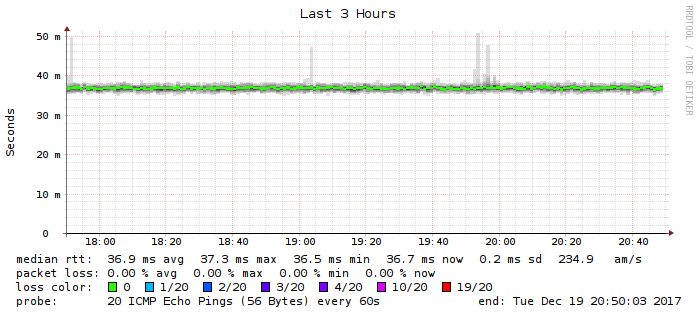 Last 3 Hours
RRDTOOL / TOBI OETIKER
Seconds
50 m
40 m
30 m
20 m
10 m
0
18:00 18:20 18:40 19:00 19:20 19:40 20:00 20:20 20:40
median rtt: 36.9 ms avg 37.3 ms max 36.5 ms min 36.7 ms now 0.2 ms sd 234.9 am/s
packet loss: 0.00 % avg 0.00 % max 0.00 % min 0.00 % now
loss color: 0 1/20 2/20 3/20 4/20 10/20 19/20
probe: 20 ICMP Echo Pings (56 Bytes) every 60s end: Tue Dec 19 20:50:03 2017